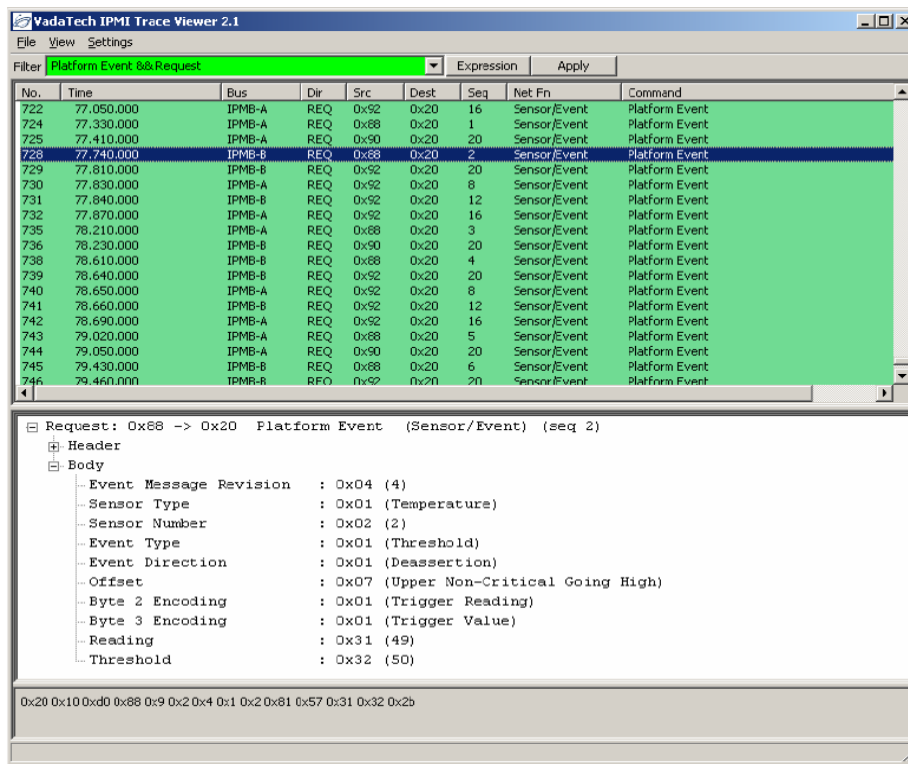 VadaTech IPMI Trace Viewer 2.1
File View Settings
Filter Platform Event && Request Expression Apply
No. Time Bus Dir Src Dest Seq Net Fn Command
722 77.050.000 IPMB-A REQ 0x92 0x20 16 Sensor/Event Platform Event
724 77.330.000 IPMB-A REQ 0x88 0x20 1 Sensor/Event Platform Event
725 77.410.000 IPMB-A REQ 0x90 0x20 20 Sensor/Event Platform Event
728 77.740.000 IPMB-B REQ 0x88 0x20 2 Sensor/Event Platform Event
729 77.810.000 IPMB-B REQ 0x92 0x20 20 Sensor/Event Platform Event
730 77.830.000 IPMB-A REQ 0x92 0x20 8 Sensor/Event Platform Event
731 77.840.000 IPMB-B REQ 0x92 0x20 12 Sensor/Event Platform Event
732 77.870.000 IPMB-A REQ 0x92 0x20 16 Sensor/Event Platform Event
735 78.210.000 IPMB-A REQ 0x88 0x20 3 Sensor/Event Platform Event
736 78.230.000 IPMB-B REQ 0x90 0x20 20 Sensor/Event Platform Event
738 78.610.000 IPMB-B REQ 0x88 0x20 4 Sensor/Event Platform Event
739 78.640.000 IPMB-B REQ 0x92 0x20 20 Sensor/Event Platform Event
740 78.650.000 IPMB-A REQ 0x92 0x20 8 Sensor/Event Platform Event
741 78.660.000 IPMB-B REQ 0x92 0x20 12 Sensor/Event Platform Event
742 78.690.000 IPMB-A REQ 0x92 0x20 16 Sensor/Event Platform Event
743 79.020.000 IPMB-A REQ 0x88 0x20 5 Sensor/Event Platform Event
744 79.050.000 IPMB-A REQ 0x90 0x20 20 Sensor/Event Platform Event
745 79.430.000 IPMB-B REQ 0x88 0x20 6 Sensor/Event Platform Event
746 79.460.000 IPMB-B REQ 0x92 0x20 20 Sensor/Event Platform Event
Request: 0x88 -> 0x20 Platform Event (Sensor/Event) (seq 2)
Header
Body
Event Message Revision : 0x04 (4)
Sensor Type : 0x01 (Temperature)
Sensor Number : 0x02 (2)
Event Type : 0x01 (Threshold)
Event Direction : 0x01 (Deassertion)
Offset : 0x07 (Upper Non-Critical Going High)
Byte 2 Encoding : 0x01 (Trigger Reading)
Byte 3 Encoding : 0x01 (Trigger Value)
Reading : 0x31 (49)
Threshold : 0x32 (50)
0x20 0x10 0xd0 0x88 0x9 0x2 0x4 0x1 0x2 0x81 0x57 0x31 0x32 0x2b